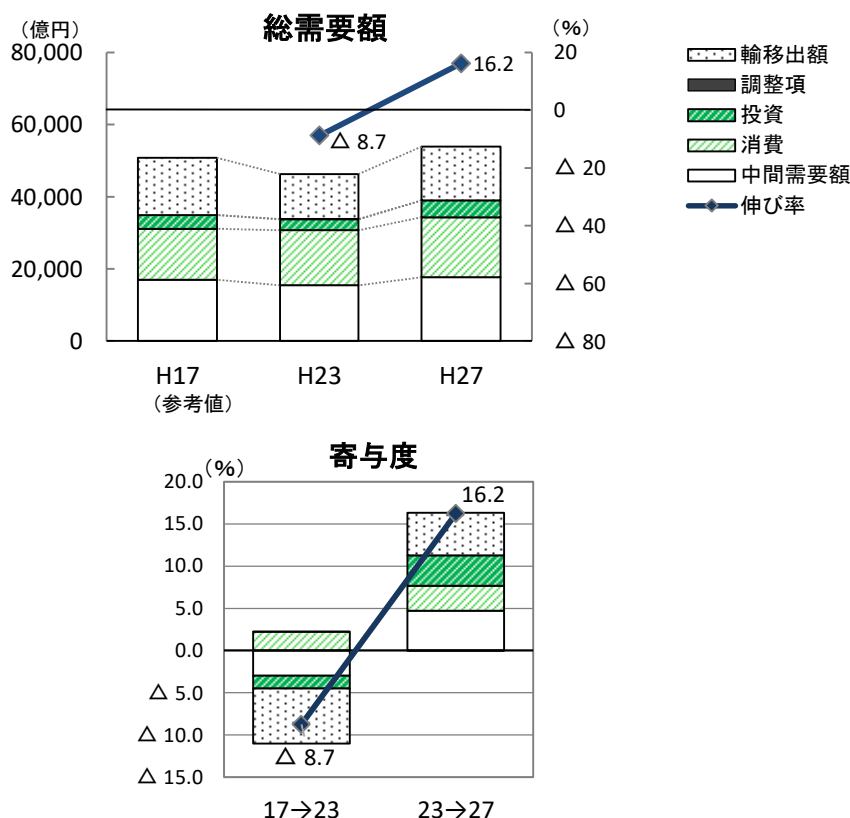 総需要額
（億円）
（%）
80,000
60,000
40,000
20,000
0
20
0
△ 20
△ 40
△ 60
△ 80
16.2
△ 8.7
H17
H23
H27
（参考値）
輸移出額
調整項
投資
消費
中間需要額
伸び率
寄与度
（%）
20.0
15.0
10.0
5.0
0.0
△ 5.0
△ 10.0
△ 15.0
16.2
△ 8.7
17→23
23→27